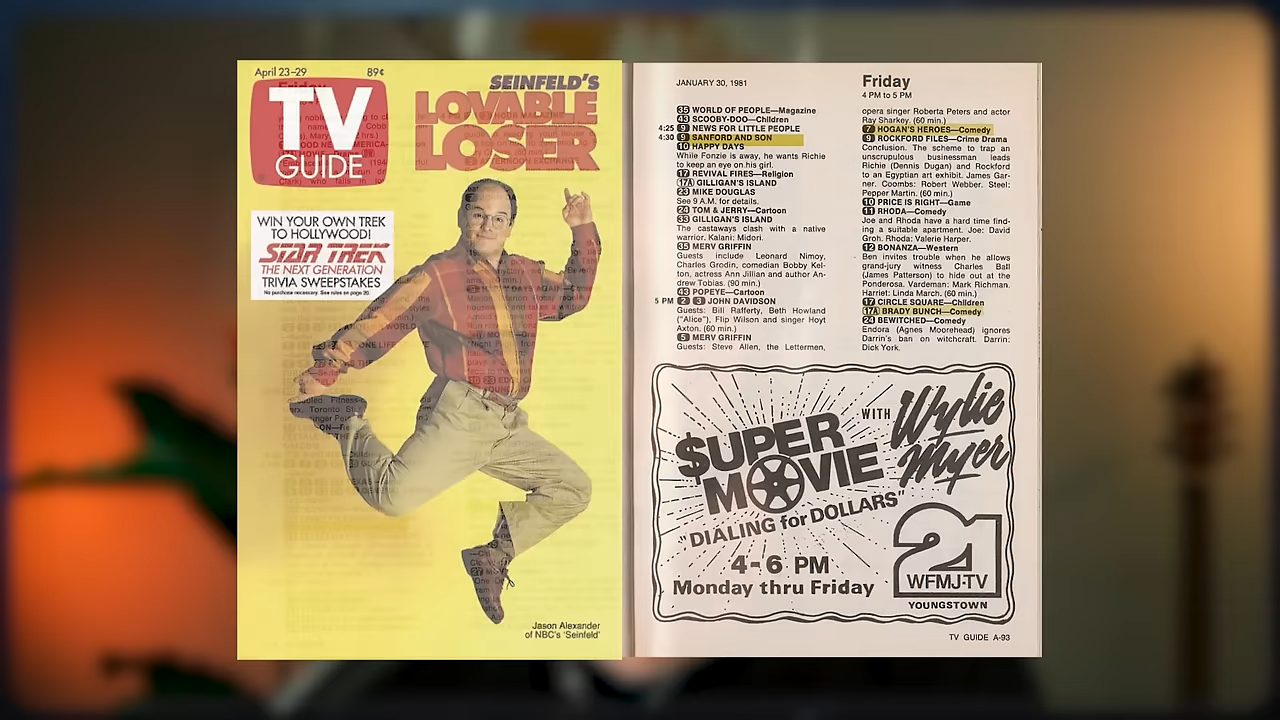 April 23-29
89¢
TV
GUIDE
SEINFELD'S
LOVABLE
LOSER
WIN YOUR OWN TREK
TO HOLLYWOOD!
STAR TREK
THE NEXT GENERATION
TRIVIA SWEEPSTAKES
No purchase necessary. See rules on page 26.
Jason Alexander
of NBC's 'Seinfeld'
JANUARY 30, 1981
35 WORLD OF PEOPLE—Magazine
43 SCOOBY-DOO—Children
4:25 9 NEWS FOR LITTLE PEOPLE
4:30 9 SANFORD AND SON
10 HAPPY DAYS
While Fonzie is away, he wants Richie
to keep an eye on his girl.
17 REVIVAL FIRES—Religion
17A GILLIGAN'S ISLAND
23 MIKE DOUGLAS
See 9 A.M. for details.
24 TOM & JERRY—Cartoon
33 GILLIGAN'S ISLAND
The castaways clash with a native
warrior. Kalani: Midori.
35 MERV GRIFFIN
Guests include Leonard Nimoy,
Charles Grodin, comedian Bobby Kel-
ton, actress Ann Jillian and author An-
drew Tobias. (90 min.)
43 POPEYE—Cartoon
5 PM 2 3 JOHN DAVIDSON
Guests: Bill Rafferty, Beth Howland
("Alice"), Flip Wilson and singer Hoyt
Axton. (60 min.)
5 MERV GRIFFIN
Guests: Steve Allen, the Lettermen,
Friday
4 PM to 5 PM
opera singer Roberta Peters and actor
Ray Sharkey. (60 min.)
7 HOGAN'S HEROES—Comedy
9 ROCKFORD FILES—Crime Drama
Conclusion. The scheme to trap an
unscrupulous businessman leads
Richie (Dennis Dugan) and Rockford
to an Egyptian art exhibit. James Gar-
ner. Coombs: Robert Webber. Steel:
Pepper Martin. (60 min.)
10 PRICE IS RIGHT—Game
11 RHODA—Comedy
Joe and Rhoda have a hard time find-
ing a suitable apartment. Joe: David
Groh. Rhoda: Valerie Harper.
12 BONANZA—Western
Ben invites trouble when he allows
grand-jury witness Charles Ball
(James Patterson) to hide out at the
Ponderosa. Vardeman: Mark Richman.
Harriet: Linda March. (60 min.)
17 CIRCLE SQUARE—Children
17A BRADY BUNCH—Comedy
24 BEWITCHED—Comedy
Endora (Agnes Moorehead) ignores
Darrin's ban on witchcraft. Darrin:
Dick York.
$UPER
MOVIE
WITH Wylie
Myer
"DIALING for DOLLARS"
4-6 PM
Monday thru Friday
21
WFMJ-TV
YOUNGSTOWN
TV GUIDE A-93